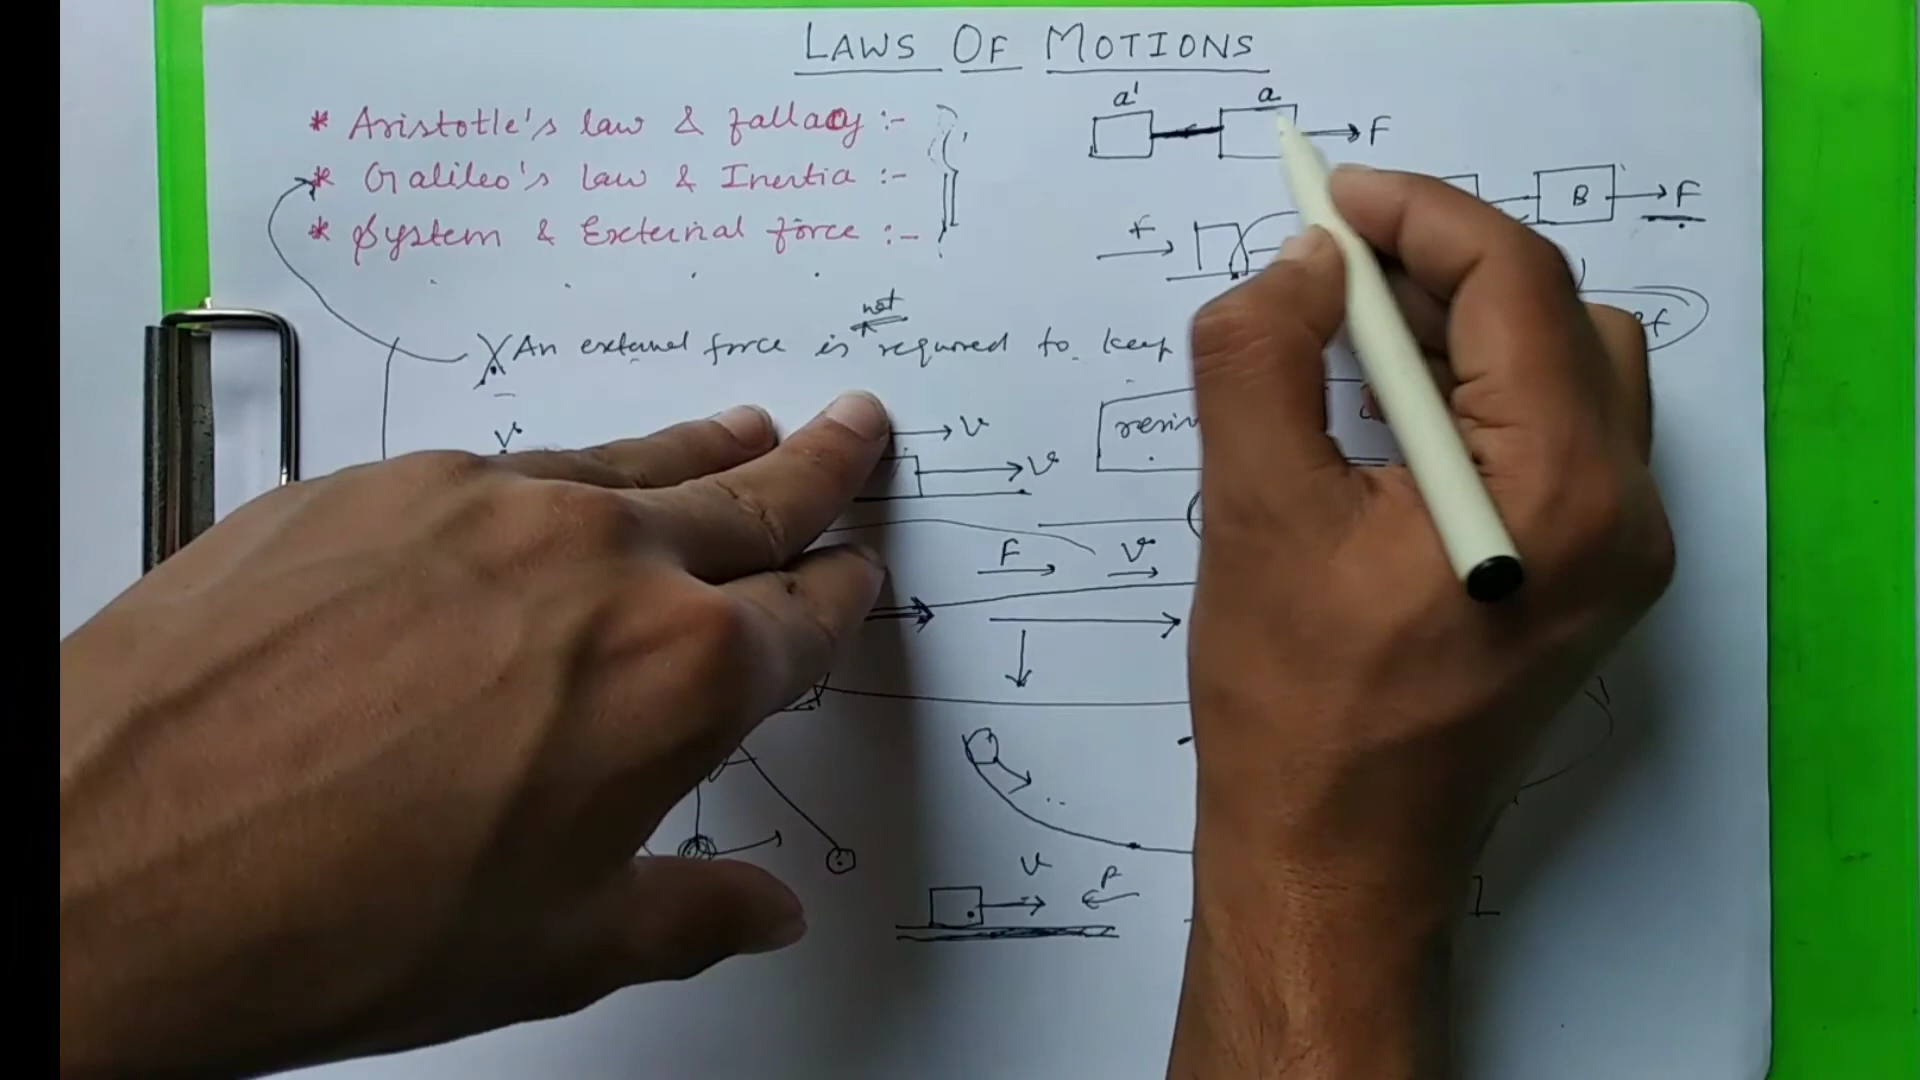 LAWS OF MOTIONS
* Aristotle's law & fallacy :-
* Galileo's law & Inertia :-
* System & External force :-
a' a
F
B F
F
not
An external force is required to keep
V
V
V
F V
V
F